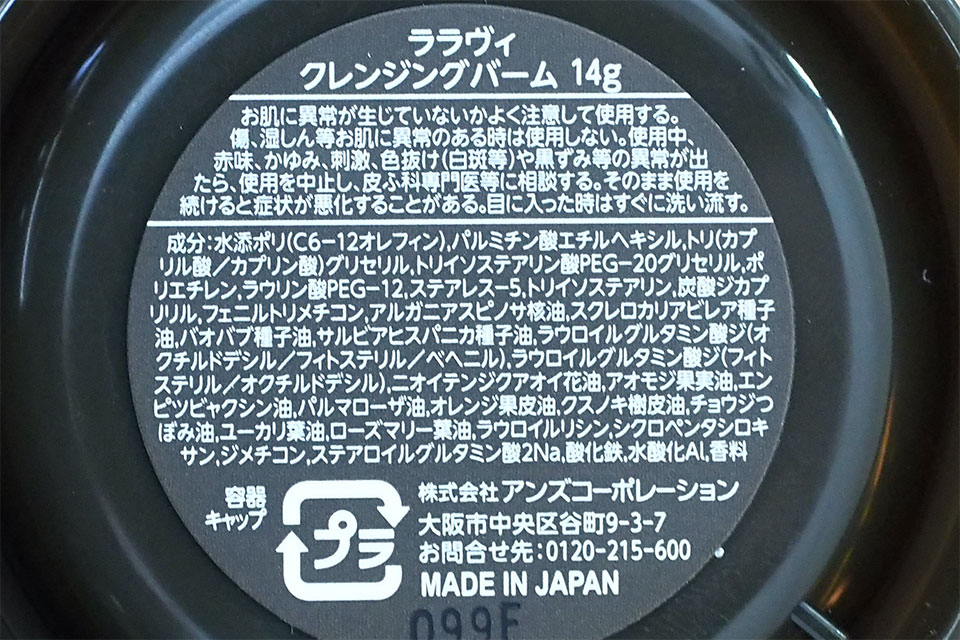 ララヴィ
クレンジングバーム 14g
お肌に異常が生じていないかよく注意して使用する。
傷、湿しん等お肌に異常のある時は使用しない。使用中、
赤味、かゆみ、刺激、色抜け(白斑等)や黒ずみ等の異常が出
たら、使用を中止し、皮ふ科専門医等に相談する。そのまま使用を
続けると症状が悪化することがある。目に入った時はすぐに洗い流す。
成分:水添ポリ(C6-12オレフィン),パルミチン酸エチルヘキシル,トリ(カプ
リル酸/カプリン酸)グリセリル,トリイソステアリン酸PEG-20グリセリル,ポ
リエチレン,ラウリン酸PEG-12,ステアレス-5,トリイソステアリン,炭酸ジカプ
リリル,フェニルトリメチコン,アルガニアスピノサ核油,スクレロカリアビレア種子
油,バオバブ種子油,サルビアヒスパニカ種子油,ラウロイルグルタミン酸ジ(オ
クチルドデシル/フィトステリル/ベヘニル),ラウロイルグルタミン酸ジ(フィト
ステリル/オクチルドデシル),ニオイテンジクアオイ花油,アオモジ果実油,エン
ピツビャクシン油,パルマローザ油,オレンジ果皮油,クスノキ樹皮油,チョウジつ
ぼみ油,ユーカリ葉油,ローズマリー葉油,ラウロイルリシン,シクロペンタシロキ
サン,ジメチコン,ステアロイルグルタミン酸2Na,酸化鉄,水酸化Al,香料
容器
キャップ
プラ
株式会社 アンズコーポレーション
大阪市中央区谷町9-3-7
お問合せ先:0120-215-600
MADE IN JAPAN